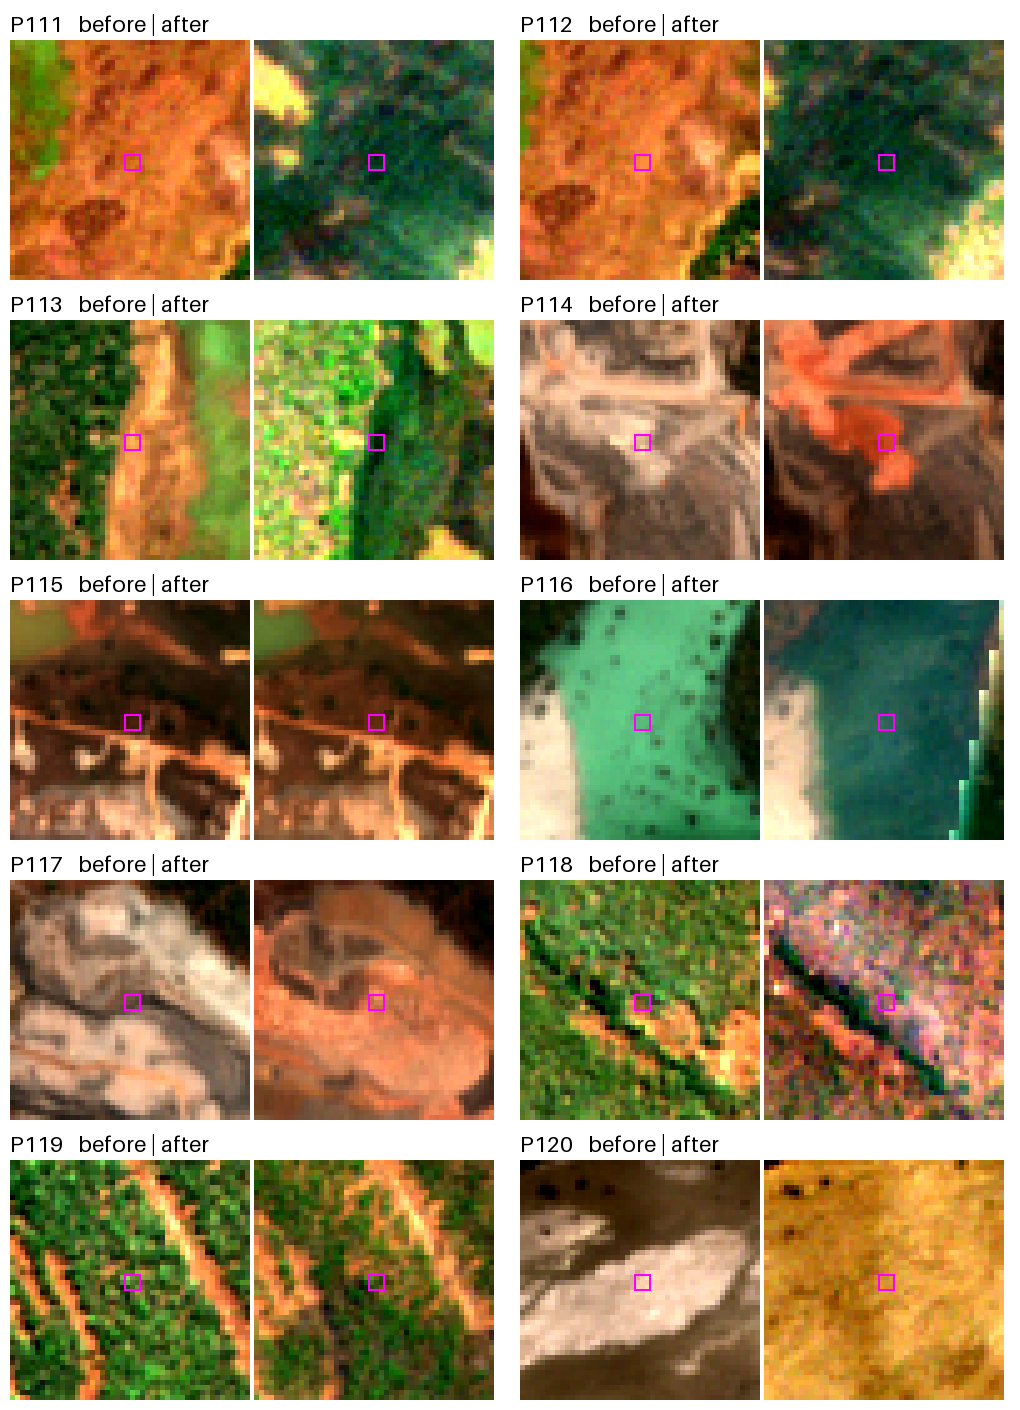 P111 before | after
P112 before | after
P113 before | after
P114 before | after
P115 before | after
P116 before | after
P117 before | after
P118 before | after
P119 before | after
P120 before | after